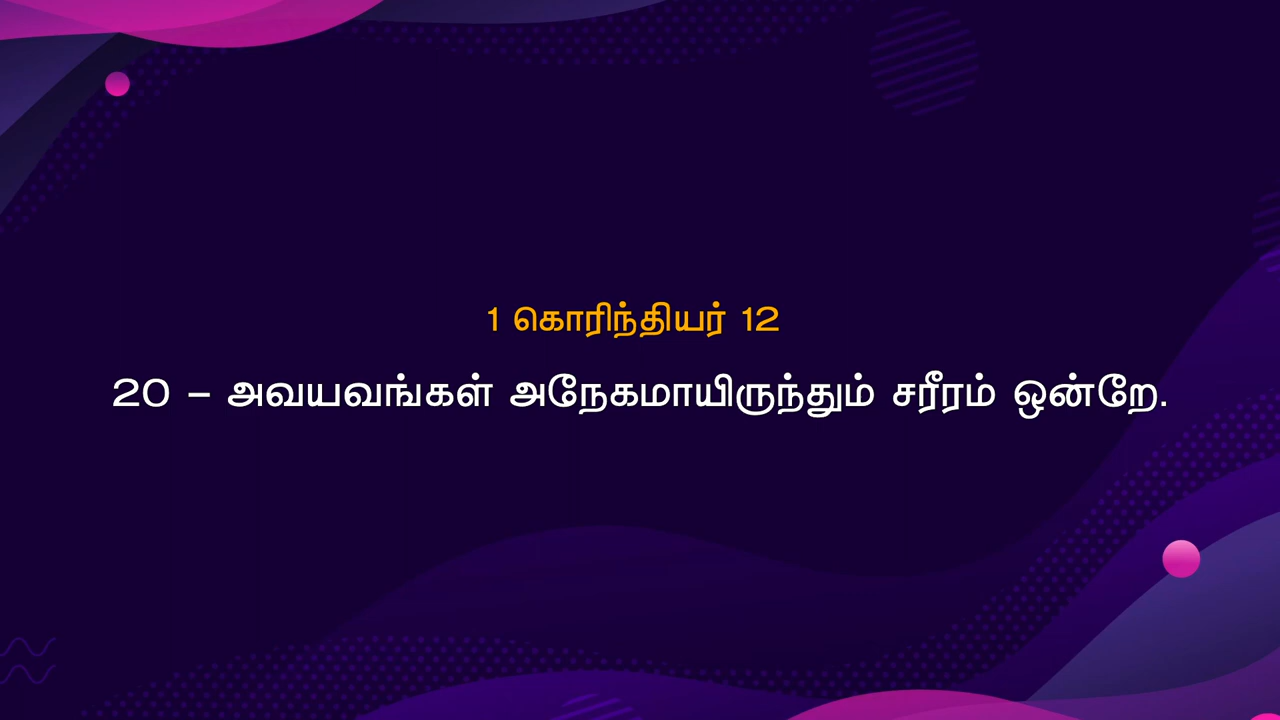 1 கொரிந்தியர் 12
20 – அவயவங்கள் அநேகமாயிருந்தும் சரீரம் ஒன்றே.